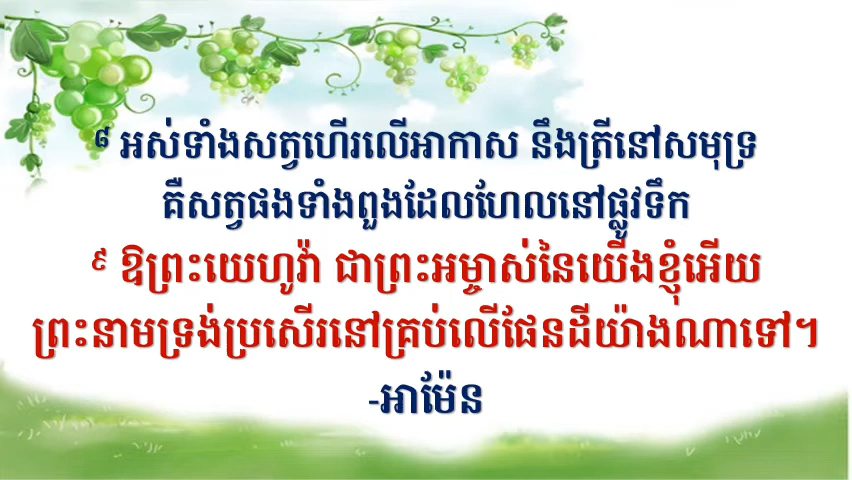 ៨ អស់ទាំងសត្វហើរលើអាកាស នឹងត្រីនៅសមុទ្រ
គឺសត្វផងទាំងពួងដែលហែលនៅផ្លូវទឹក
៩ ឱព្រះយេហូវ៉ា ជាព្រះអម្ចាស់នៃយើងខ្ញុំអើយ
ព្រះនាមទ្រង់ប្រសើរនៅគ្រប់លើផែនដីយ៉ាងណាទៅ។
-អាម៉ែន